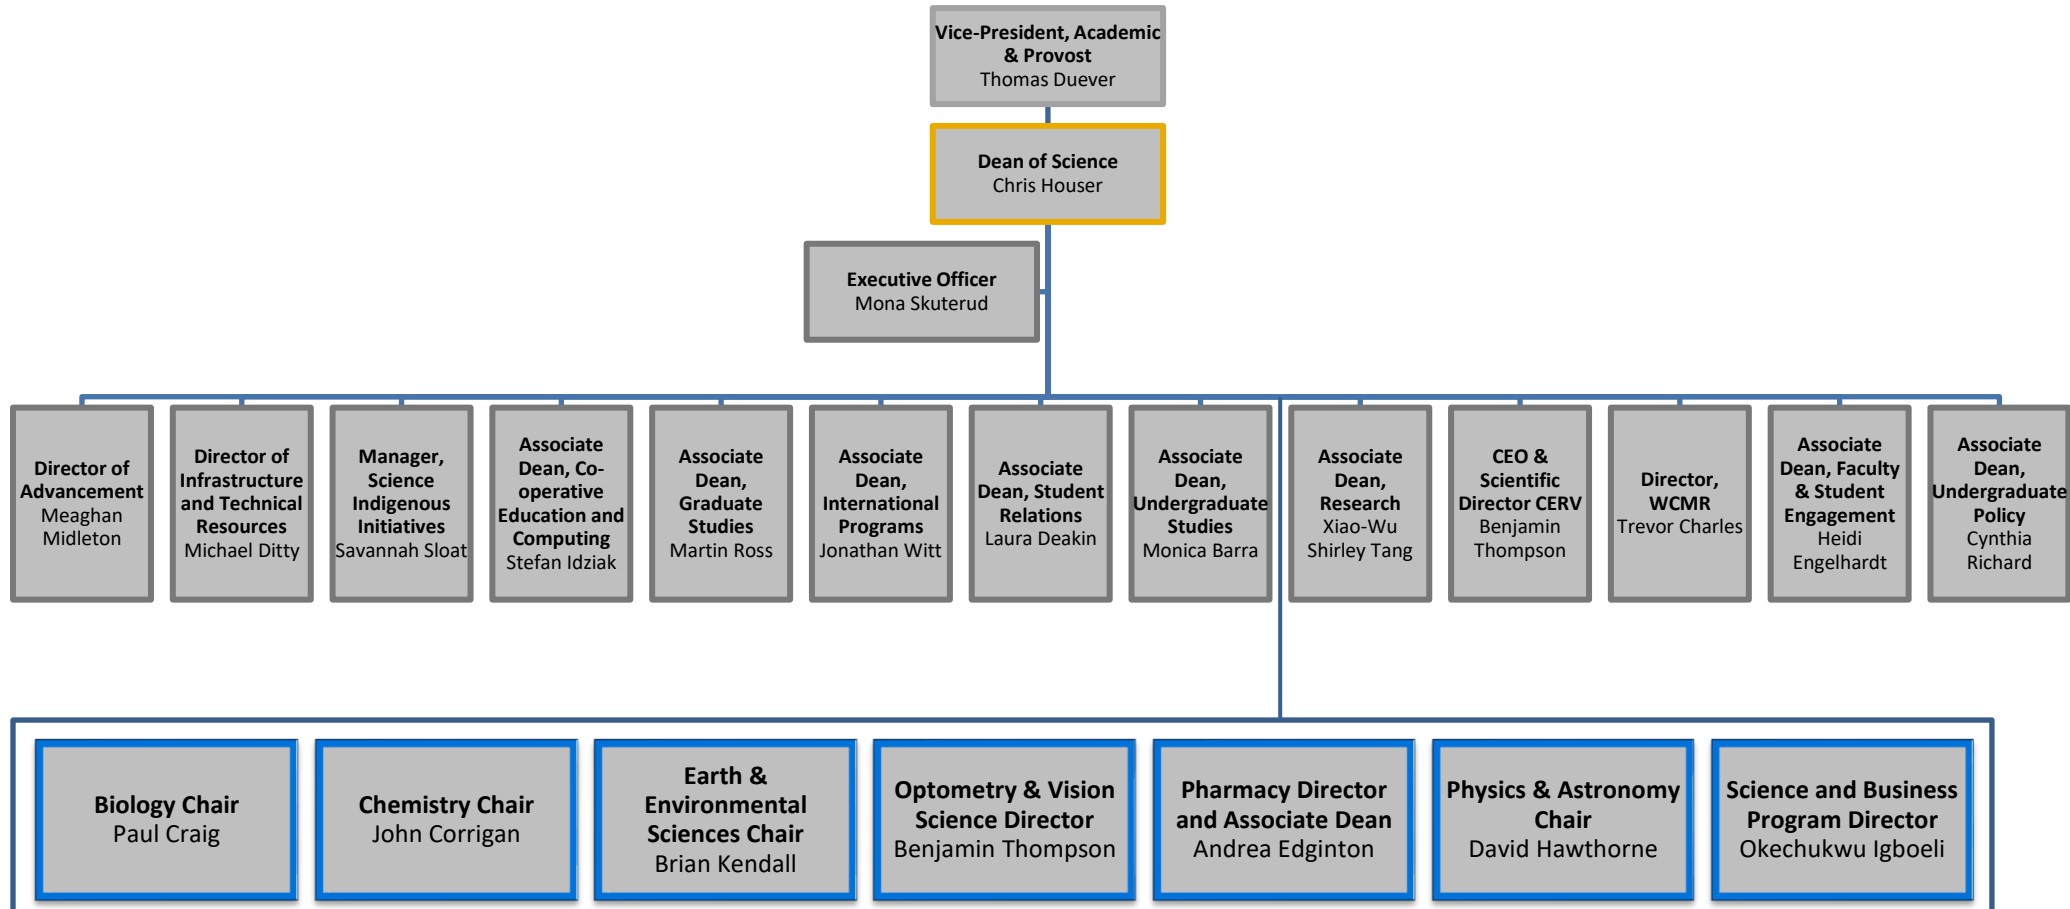 Vice-President, Academic
& Provost
Thomas Duever
Dean of Science
Chris Houser
Executive Officer
Mona Skuterud
Director of
Advancement
Meaghan
Midleton
Director of
Infrastructure
and Technical
Resources
Michael Ditty
Manager,
Science
Indigenous
Initiatives
Savannah Sloat
Associate
Dean, Co-
operative
Education and
Computing
Stefan Idziak
Associate
Dean,
Graduate
Studies
Martin Ross
Associate
Dean,
International
Programs
Jonathan Witt
Associate
Dean, Student
Relations
Laura Deakin
Associate
Dean,
Undergraduate
Studies
Monica Barra
Associate
Dean,
Research
Xiao-Wu
Shirley Tang
CEO &
Scientific
Director CERV
Benjamin
Thompson
Director,
WCMR
Trevor Charles
Associate
Dean, Faculty
& Student
Engagement
Heidi
Engelhardt
Associate
Dean,
Undergraduate
Policy
Cynthia
Richard
Biology Chair
Paul Craig
Chemistry Chair
John Corrigan
Earth &
Environmental
Sciences Chair
Brian Kendall
Optometry & Vision
Science Director
Benjamin Thompson
Pharmacy Director
and Associate Dean
Andrea Edginton
Physics & Astronomy
Chair
David Hawthorne
Science and Business
Program Director
Okechukwu Igboeli